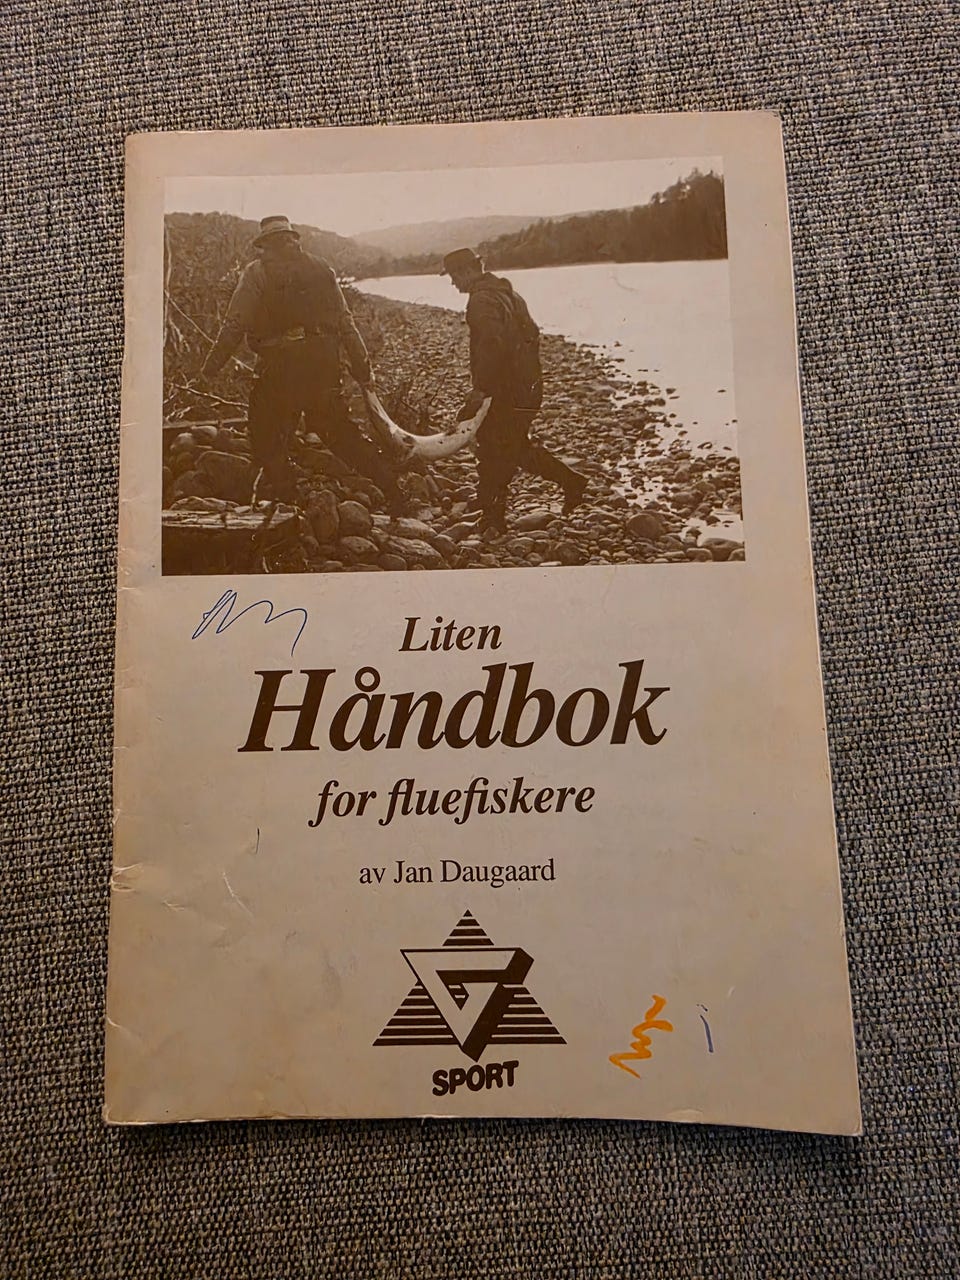 Liten
Håndbok
for fluefiskere
av Jan Daugaard
SPORT